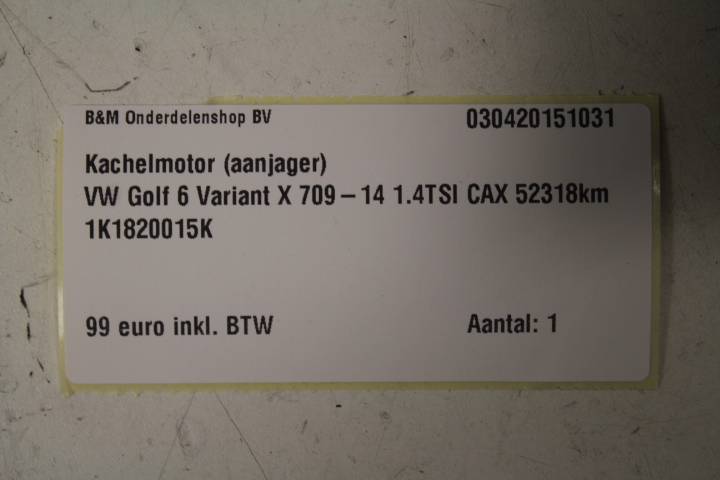 B&M Onderdelenshop BV 030420151031
Kachelmotor (aanjager)
VW Golf 6 Variant X 709-14 1.4TSI CAX 52318km
1K1820015K
99 euro inkl. BTW Aantal: 1